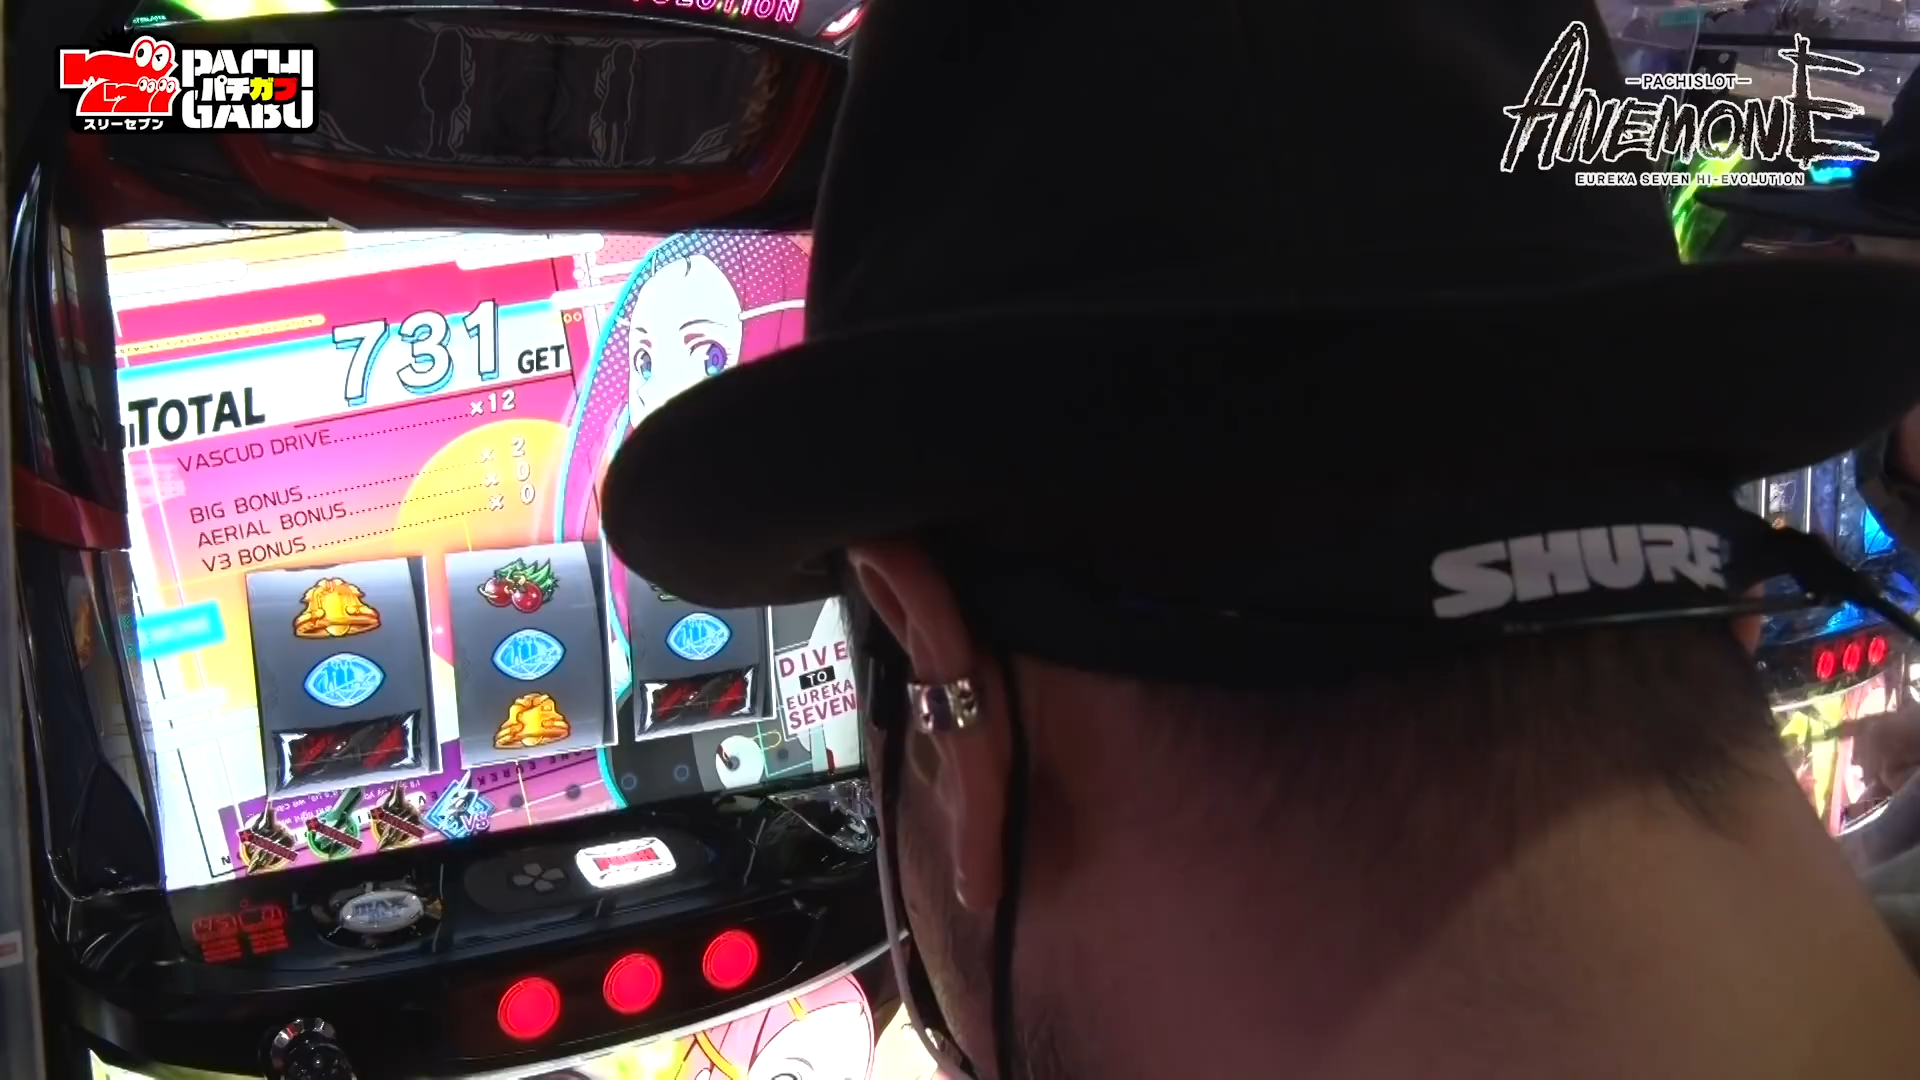 PACHI
パチガブ
GABU
スリーセブン
—PACHISLOT—
ANEMONE
EUREKA SEVEN HI-EVOLUTION
TOTAL 731 GET
VASCUD DRIVE ×12
BIG BONUS × 2
AERIAL BONUS × 0
V3 BONUS × 0
DIVE
TO
EUREKA
SEVEN
VS
MAX
SHURE